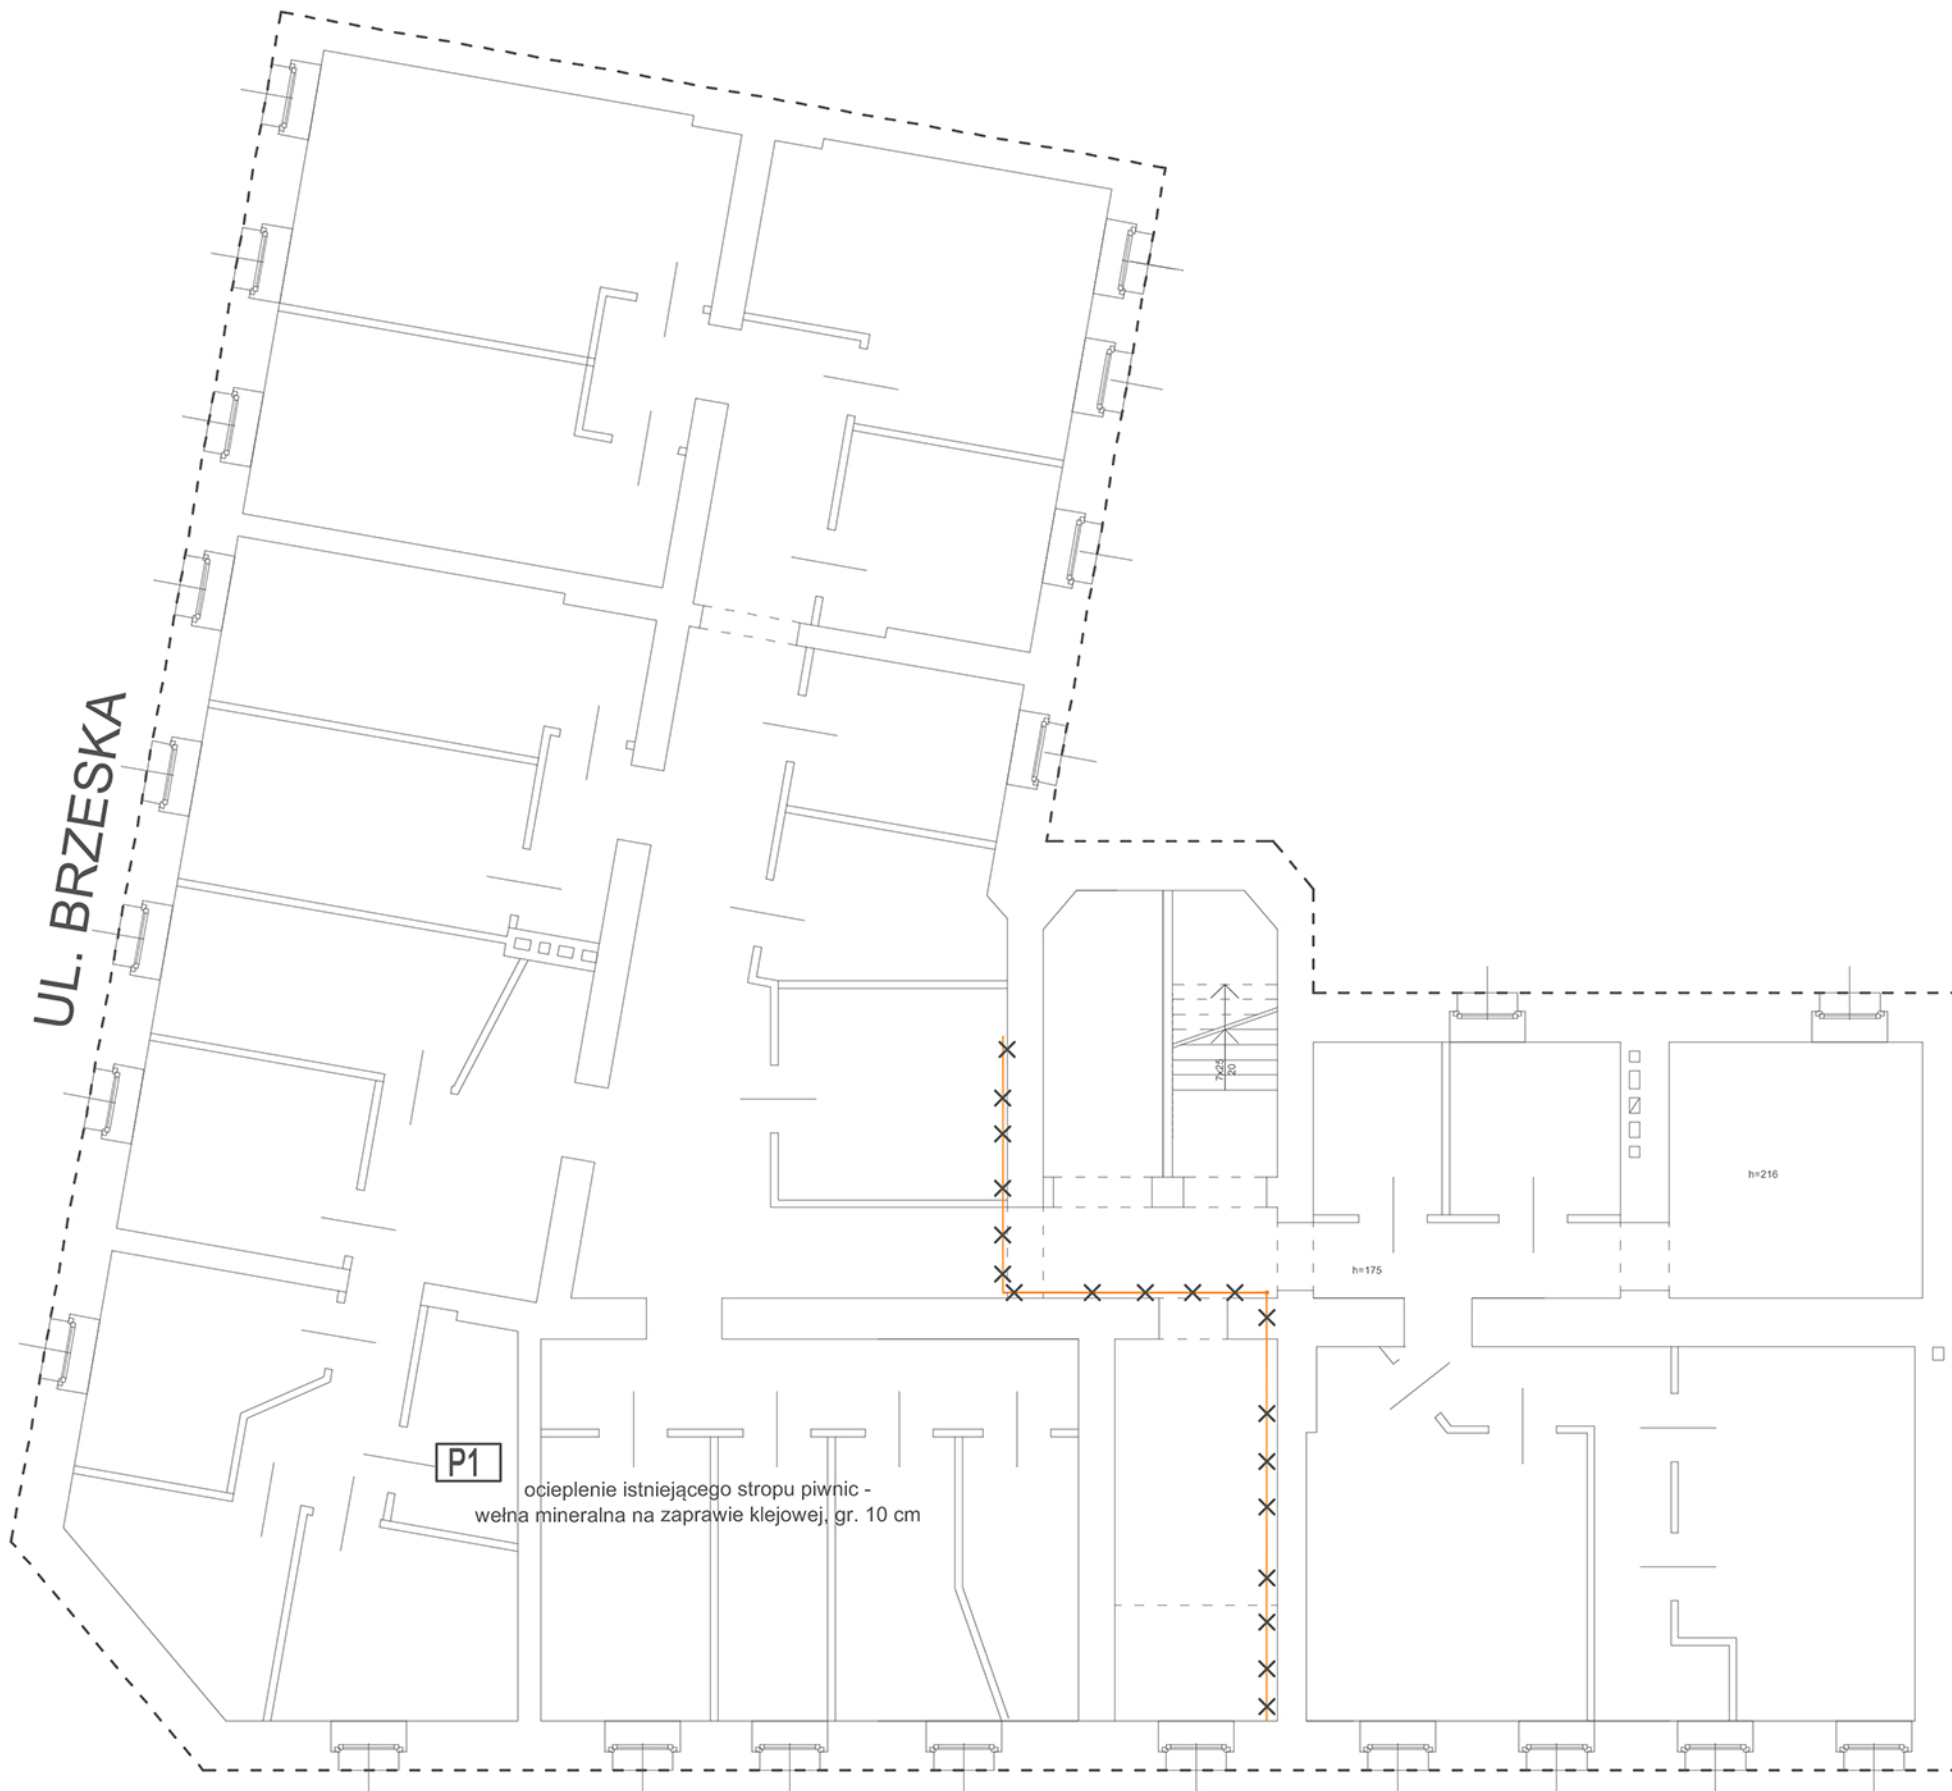 UL. BRZESKA
7x25
20
h=216
h=175
P1
ocieplenie istniejącego stropu piwnic -
wełna mineralna na zaprawie klejowej, gr. 10 cm